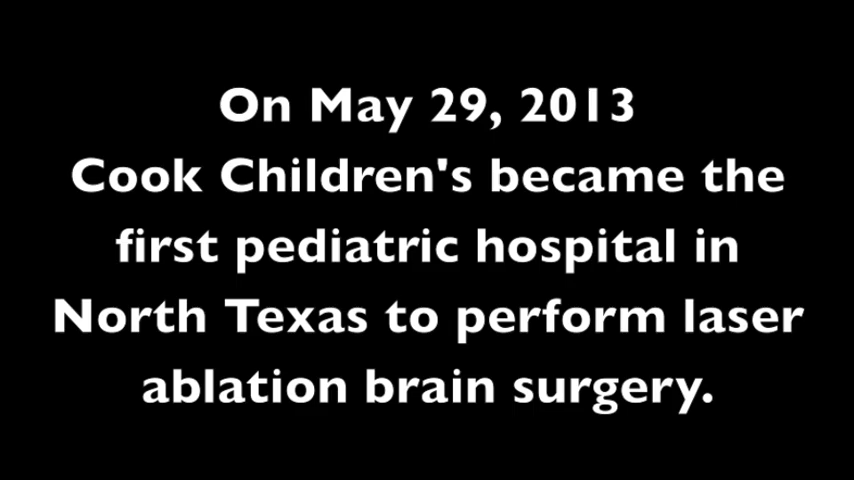 On May 29, 2013
Cook Children's became the
first pediatric hospital in
North Texas to perform laser
ablation brain surgery.